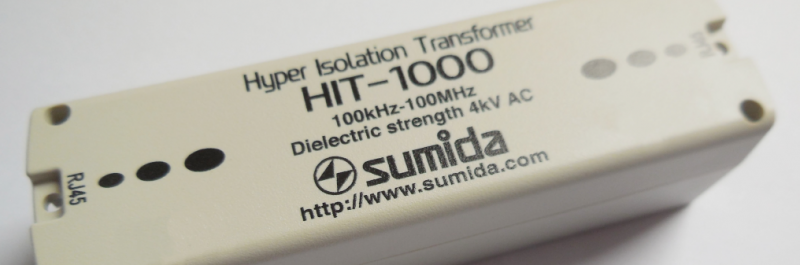 Hyper Isolation Transformer
HIT-1000
100kHz-100MHz
Dielectric strength 4kV AC
sumida
http://www.sumida.com
RJ45